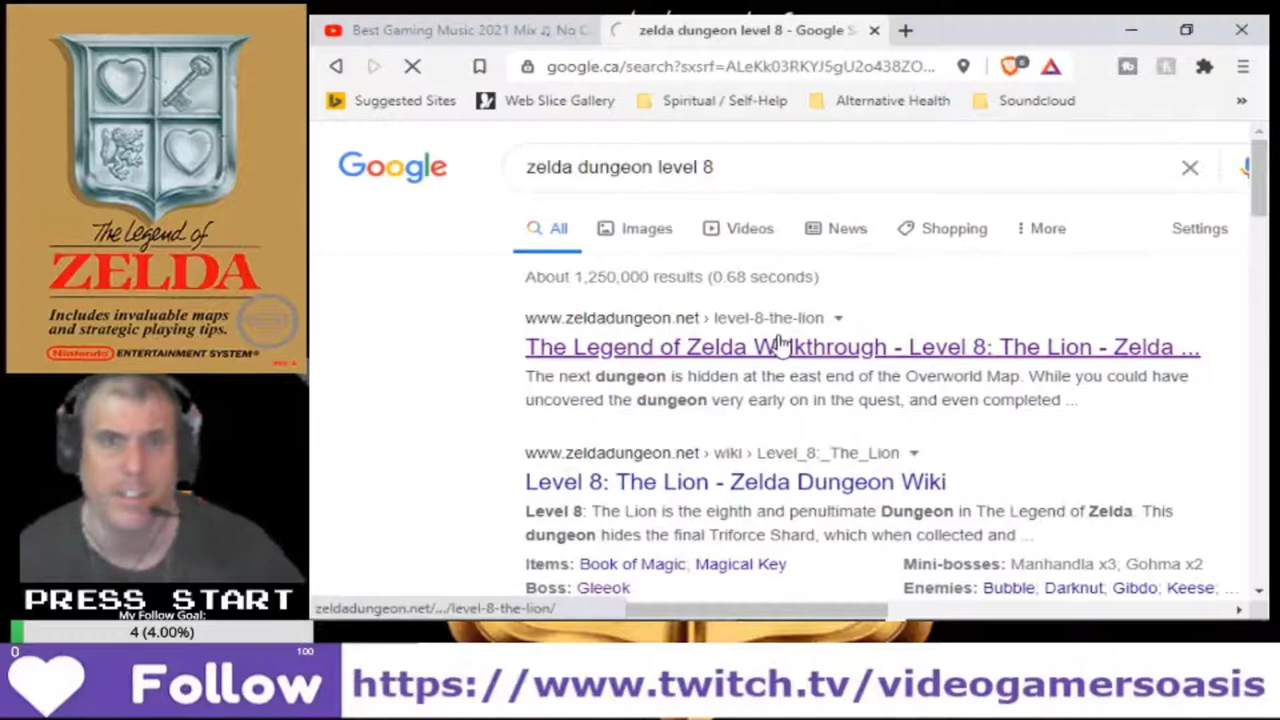 Best Gaming Music 2021 Mix ♫ No C
zelda dungeon level 8 - Google S
google.ca/search?sxsrf=ALeKk03RKYJ5gU2o438ZO...
Suggested Sites
Web Slice Gallery
Spiritual / Self-Help
Alternative Health
Soundcloud
»
Google
zelda dungeon level 8
All
Images
Videos
News
Shopping
More
Settings
About 1,250,000 results (0.68 seconds)
www.zeldadungeon.net › level-8-the-lion
The Legend of Zelda Walkthrough - Level 8: The Lion - Zelda ...
The next dungeon is hidden at the east end of the Overworld Map. While you could have
uncovered the dungeon very early on in the quest, and even completed ...
www.zeldadungeon.net › wiki › Level_8:_The_Lion
Level 8: The Lion - Zelda Dungeon Wiki
Level 8: The Lion is the eighth and penultimate Dungeon in The Legend of Zelda. This
dungeon hides the final Triforce Shard, which when collected and ...
Items: Book of Magic, Magical Key
Mini-bosses: Manhandla x3; Gohma x2
Boss: Gleeok
Enemies: Bubble, Darknut, Gibdo, Keese, ...
zeldadungeon.net/.../level-8-the-lion/
The Legend of
ZELDA
Includes invaluable maps
and strategic playing tips.
Nintendo ENTERTAINMENT SYSTEM
PRESS START
My Follow Goal:
4 (4.00%)
0
100
Follow
https://www.twitch.tv/videogamersoasis